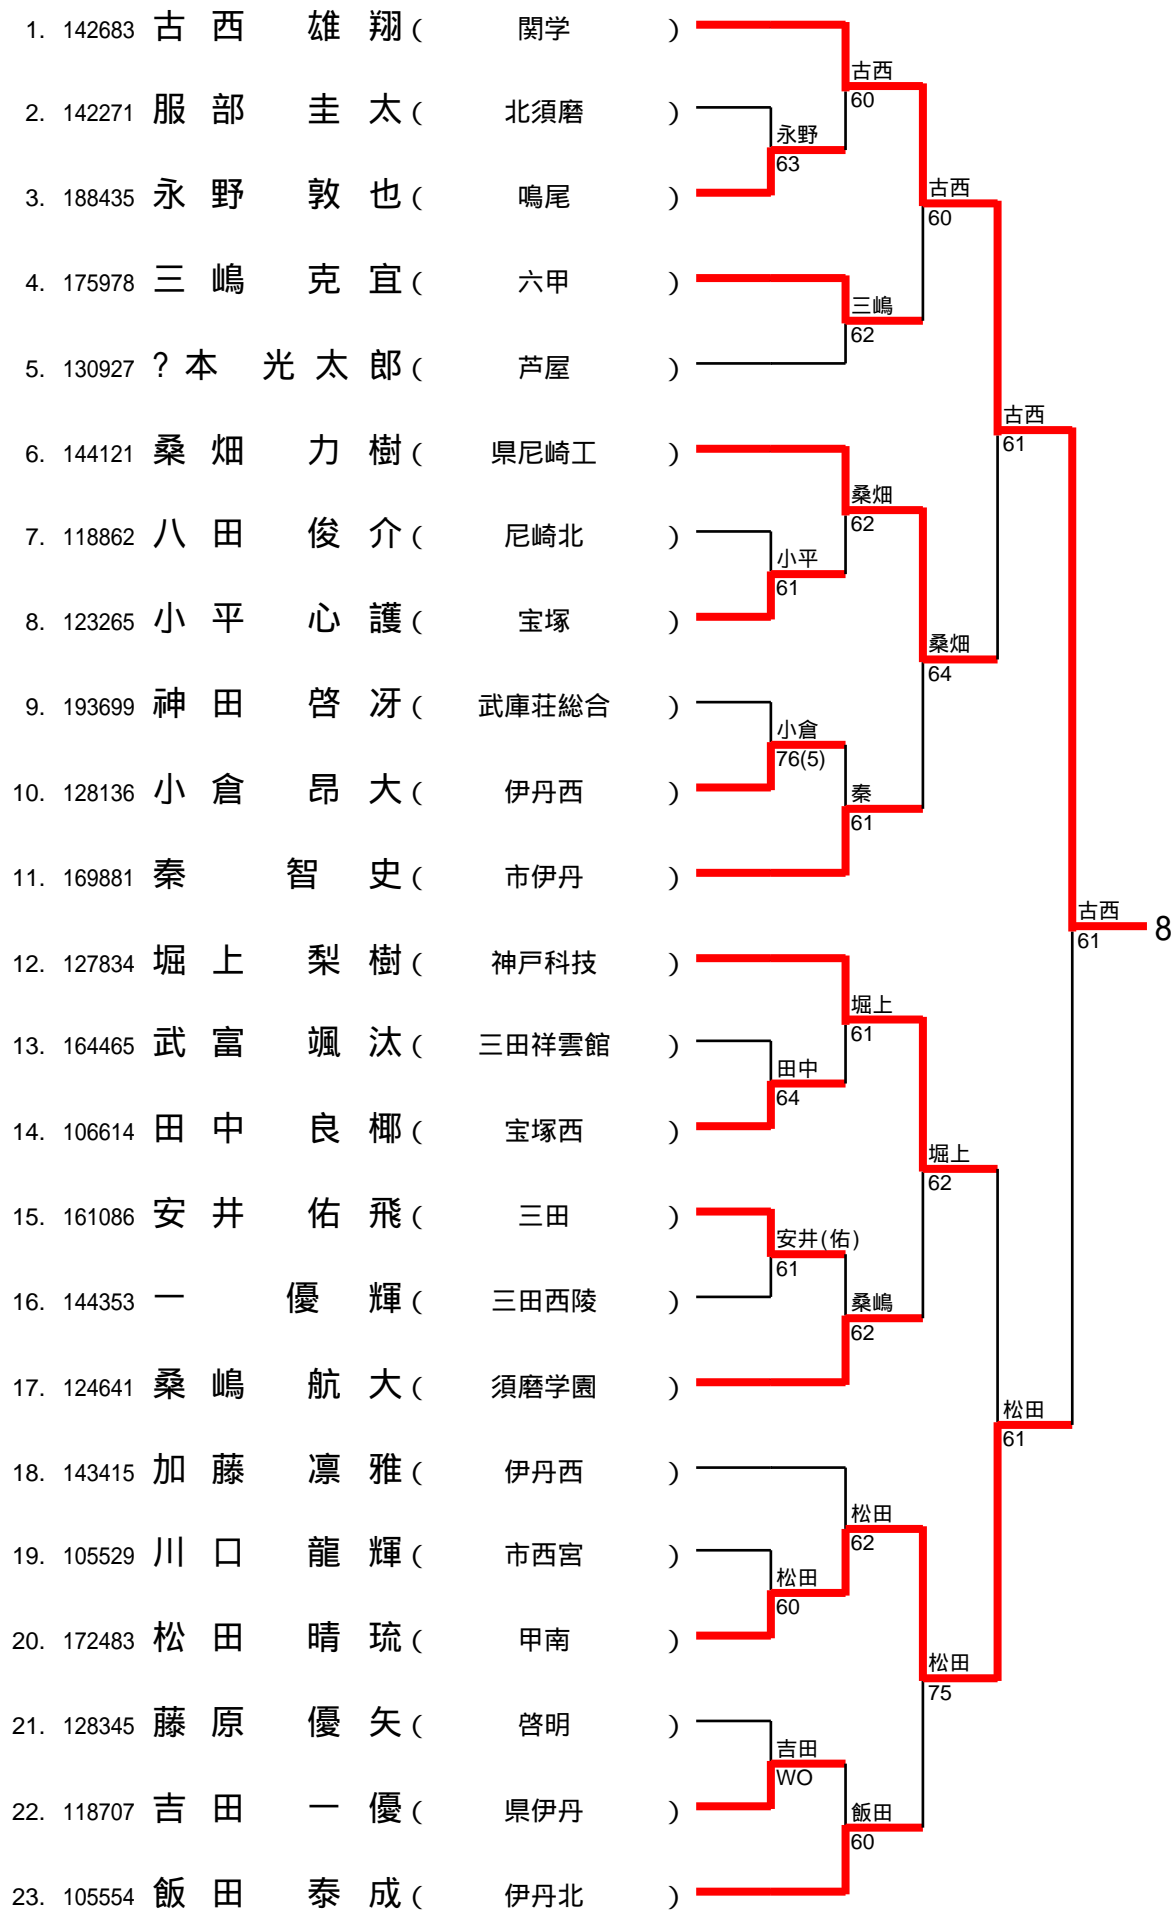 1. 142683 古西 雄翔 ( 関学 )
古西
60
2. 142271 服部 圭太 ( 北須磨 )
永野
63
3. 188435 永野 敦也 ( 鳴尾 )
古西
60
4. 175978 三嶋 克宜 ( 六甲 )
三嶋
62
5. 130927 ?本 光太郎 ( 芦屋 )
古西
61
6. 144121 桑畑 力樹 ( 県尼崎工 )
桑畑
62
7. 118862 八田 俊介 ( 尼崎北 )
小平
61
8. 123265 小平 心護 ( 宝塚 )
桑畑
64
9. 193699 神田 啓冴 ( 武庫荘総合 )
小倉
76(5)
10. 128136 小倉 昂大 ( 伊丹西 )
秦
61
11. 169881 秦 智史 ( 市伊丹 )
古西
61
8
12. 127834 堀上 梨樹 ( 神戸科技 )
堀上
61
13. 164465 武富 颯汰 ( 三田祥雲館 )
田中
64
14. 106614 田中 良椰 ( 宝塚西 )
堀上
62
15. 161086 安井 佑飛 ( 三田 )
安井(佑)
61
16. 144353 一 優輝 ( 三田西陵 )
桑嶋
62
17. 124641 桑嶋 航大 ( 須磨学園 )
松田
61
18. 143415 加藤 凛雅 ( 伊丹西 )
松田
62
19. 105529 川口 龍輝 ( 市西宮 )
松田
60
20. 172483 松田 晴琉 ( 甲南 )
松田
75
21. 128345 藤原 優矢 ( 啓明 )
吉田
WO
22. 118707 吉田 一優 ( 県伊丹 )
飯田
60
23. 105554 飯田 泰成 ( 伊丹北 )